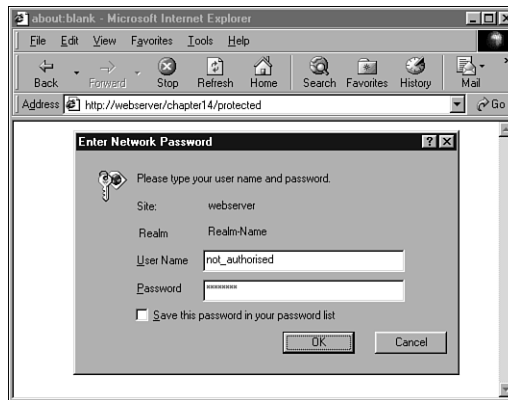 about:blank - Microsoft Internet Explorer
File Edit View Favorites Tools Help
Back Forward Stop Refresh Home Search Favorites History Mail
Address http://webserver/chapter14/protected Go
Enter Network Password
Please type your user name and password.
Site: webserver
Realm Realm-Name
User Name not_authorised
Password ********
Save this password in your password list
OK Cancel